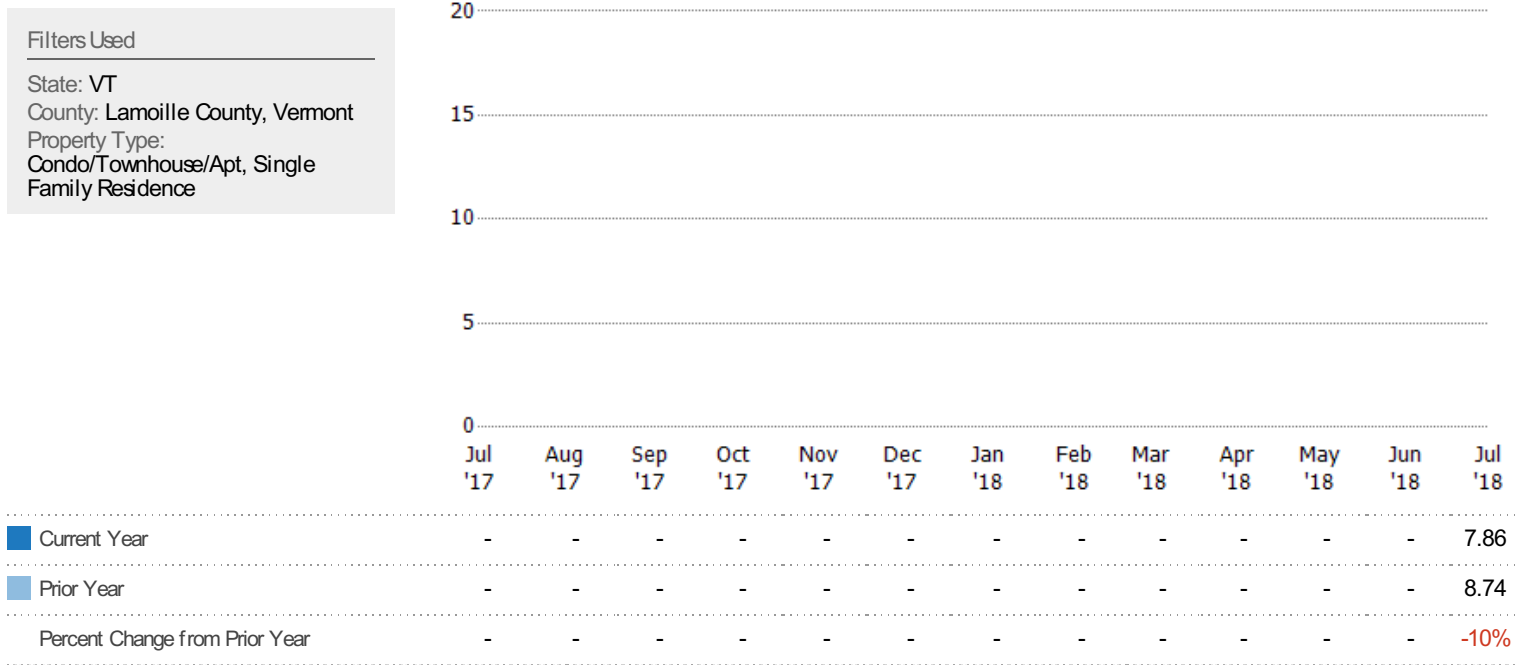 Filters Used
State: VT
County: Lamoille County, Vermont
Property Type:
Condo/Townhouse/Apt, Single
Family Residence
20
15
10
5
0
Jul Aug Sep Oct Nov Dec Jan Feb Mar Apr May Jun Jul
'17 '17 '17 '17 '17 '17 '18 '18 '18 '18 '18 '18 '18
Current Year - - - - - - - - - - - - 7.86
Prior Year - - - - - - - - - - - - 8.74
Percent Change from Prior Year - - - - - - - - - - - - -10%